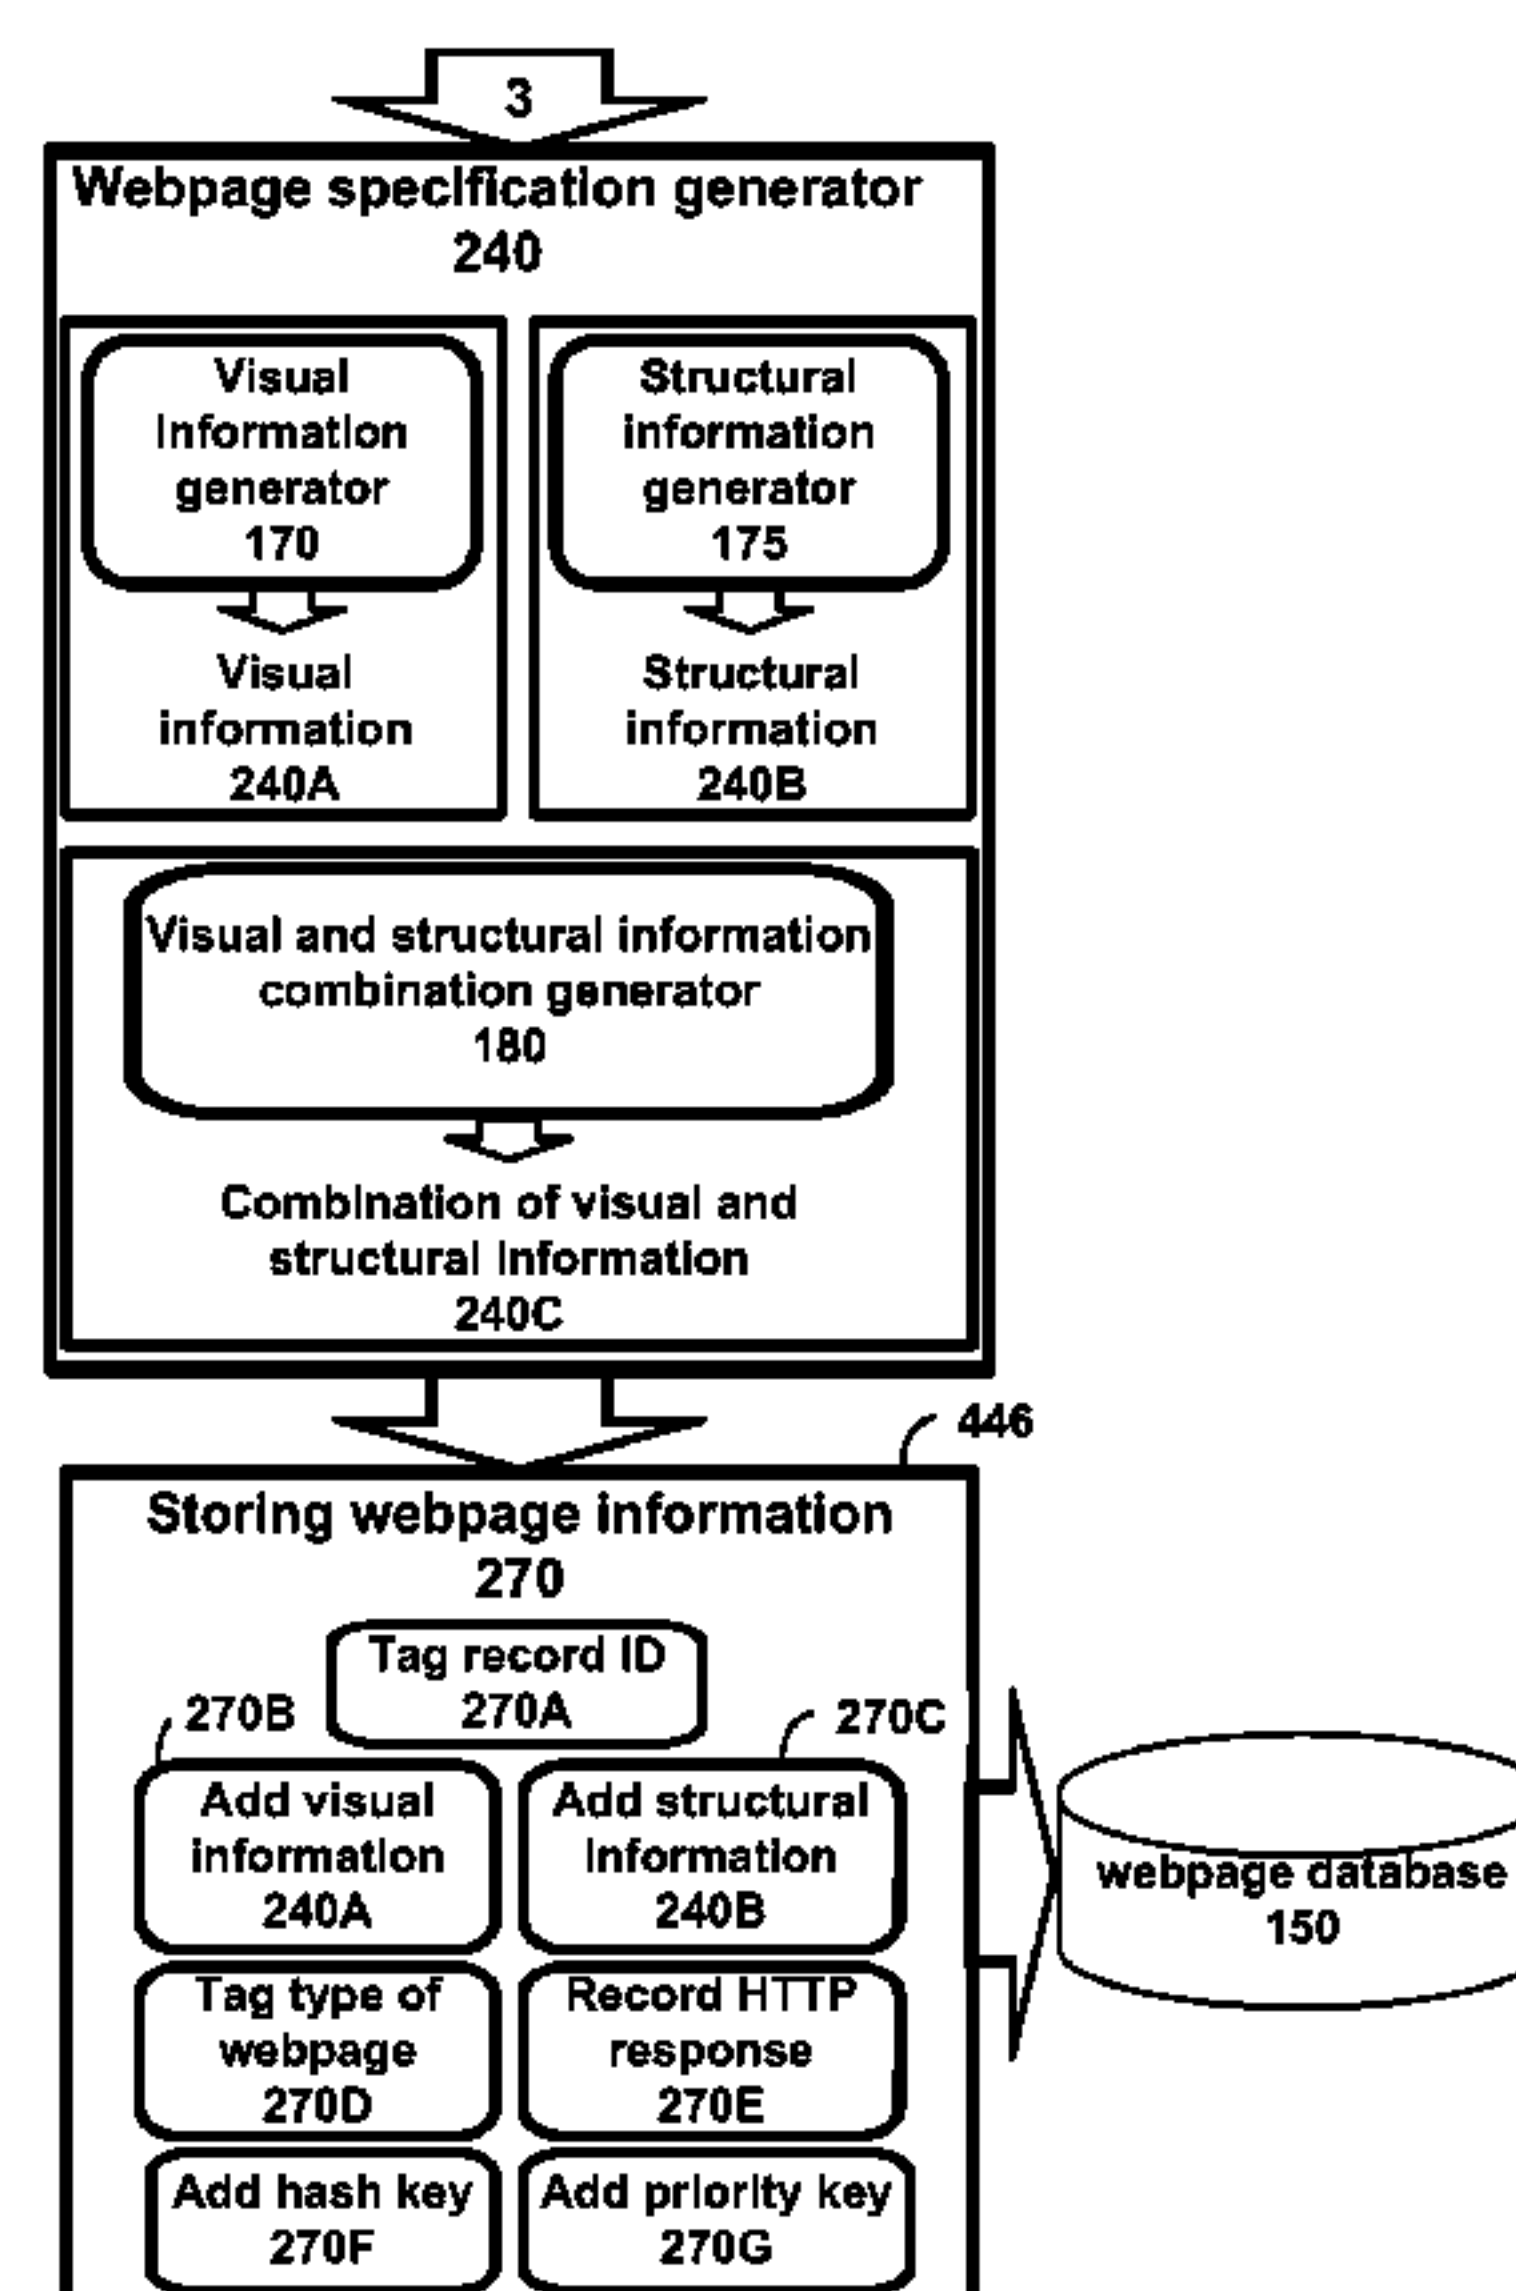 3
Webpage specification generator
240
Visual
Information
generator
170
Structural
information
generator
175
Visual
information
240A
Structural
information
240B
Visual and structural information
combination generator
180
Combination of visual and
structural Information
240C
446
Storing webpage information
270
Tag record ID
270A
270B
270C
Add visual
information
240A
Add structural
Information
240B
webpage database
150
Tag type of
webpage
270D
Record HTTP
response
270E
Add hash key
270F
Add priority key
270G